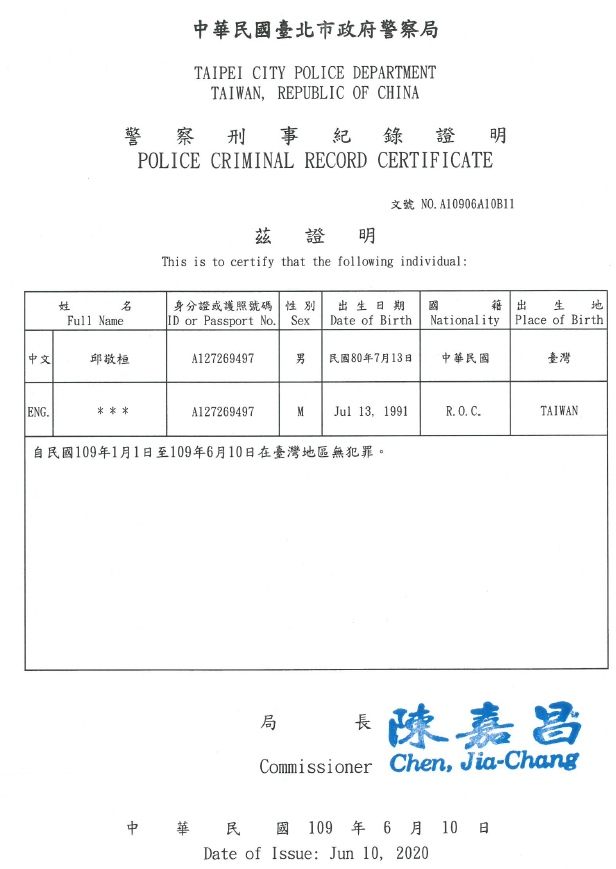 中華民國臺北市政府警察局
TAIPEI CITY POLICE DEPARTMENT
TAIWAN, REPUBLIC OF CHINA
警察刑事紀錄證明
POLICE CRIMINAL RECORD CERTIFICATE
文號 NO.A10906A10B11
茲證明
This is to certify that the following individual:
姓名 身分證或護照號碼 性別 出生日期 國籍 出生地
Full Name ID or Passport No. Sex Date of Birth Nationality Place of Birth
中文 邱敬桓 A127269497 男 民國80年7月13日 中華民國 臺灣
ENG. *** A127269497 M Jul 13, 1991 R.O.C. TAIWAN
自民國109年1月1日至109年6月10日在臺灣地區無犯罪。
局長 陳嘉昌
Commissioner Chen, Jia-Chang
中華民國 109 年 6 月 10 日
Date of Issue: Jun 10, 2020